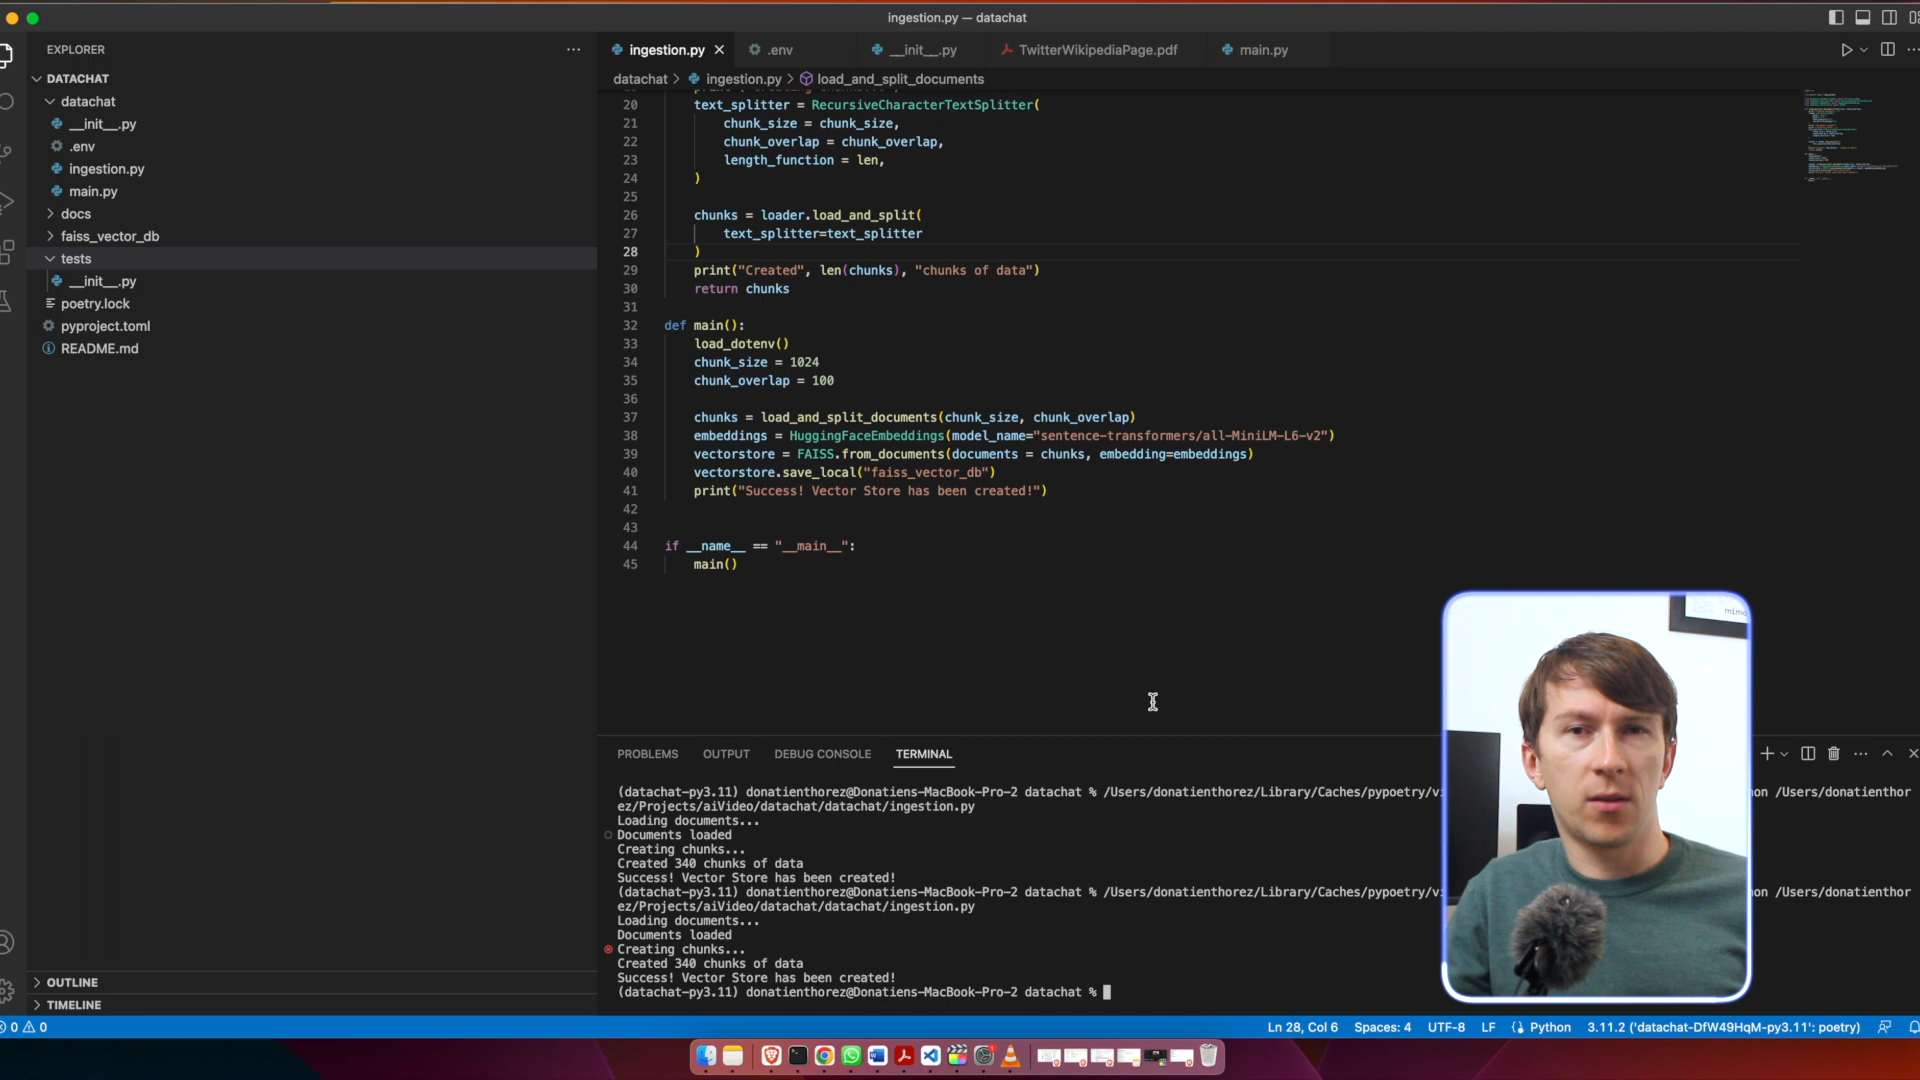 ingestion.py — datachat
EXPLORER
DATACHAT
datachat
__init__.py
.env
ingestion.py
main.py
docs
faiss_vector_db
tests
__init__.py
poetry.lock
pyproject.toml
README.md
OUTLINE
TIMELINE
ingestion.py
.env
__init__.py
TwitterWikipediaPage.pdf
main.py
datachat > ingestion.py > load_and_split_documents
20 text_splitter = RecursiveCharacterTextSplitter(
21 chunk_size = chunk_size,
22 chunk_overlap = chunk_overlap,
23 length_function = len,
24 )
25
26 chunks = loader.load_and_split(
27 text_splitter=text_splitter
28 )
29 print("Created", len(chunks), "chunks of data")
30 return chunks
31
32 def main():
33 load_dotenv()
34 chunk_size = 1024
35 chunk_overlap = 100
36
37 chunks = load_and_split_documents(chunk_size, chunk_overlap)
38 embeddings = HuggingFaceEmbeddings(model_name="sentence-transformers/all-MiniLM-L6-v2")
39 vectorstore = FAISS.from_documents(documents = chunks, embedding=embeddings)
40 vectorstore.save_local("faiss_vector_db")
41 print("Success! Vector Store has been created!")
42
43
44 if __name__ == "__main__":
45 main()
PROBLEMS OUTPUT DEBUG CONSOLE TERMINAL
(datachat-py3.11) donatienthorez@Donatiens-MacBook-Pro-2 datachat % /Users/donatienthorez/Library/Caches/pypoetry/vi on /Users/donatienthor
ez/Projects/aiVideo/datachat/datachat/ingestion.py
Loading documents...
Documents loaded
Creating chunks...
Created 340 chunks of data
Success! Vector Store has been created!
(datachat-py3.11) donatienthorez@Donatiens-MacBook-Pro-2 datachat % /Users/donatienthorez/Library/Caches/pypoetry/vi on /Users/donatienthor
ez/Projects/aiVideo/datachat/datachat/ingestion.py
Loading documents...
Documents loaded
Creating chunks...
Created 340 chunks of data
Success! Vector Store has been created!
(datachat-py3.11) donatienthorez@Donatiens-MacBook-Pro-2 datachat %
0 0
Ln 28, Col 6 Spaces: 4 UTF-8 LF Python 3.11.2 ('datachat-DfW49HqM-py3.11': poetry)